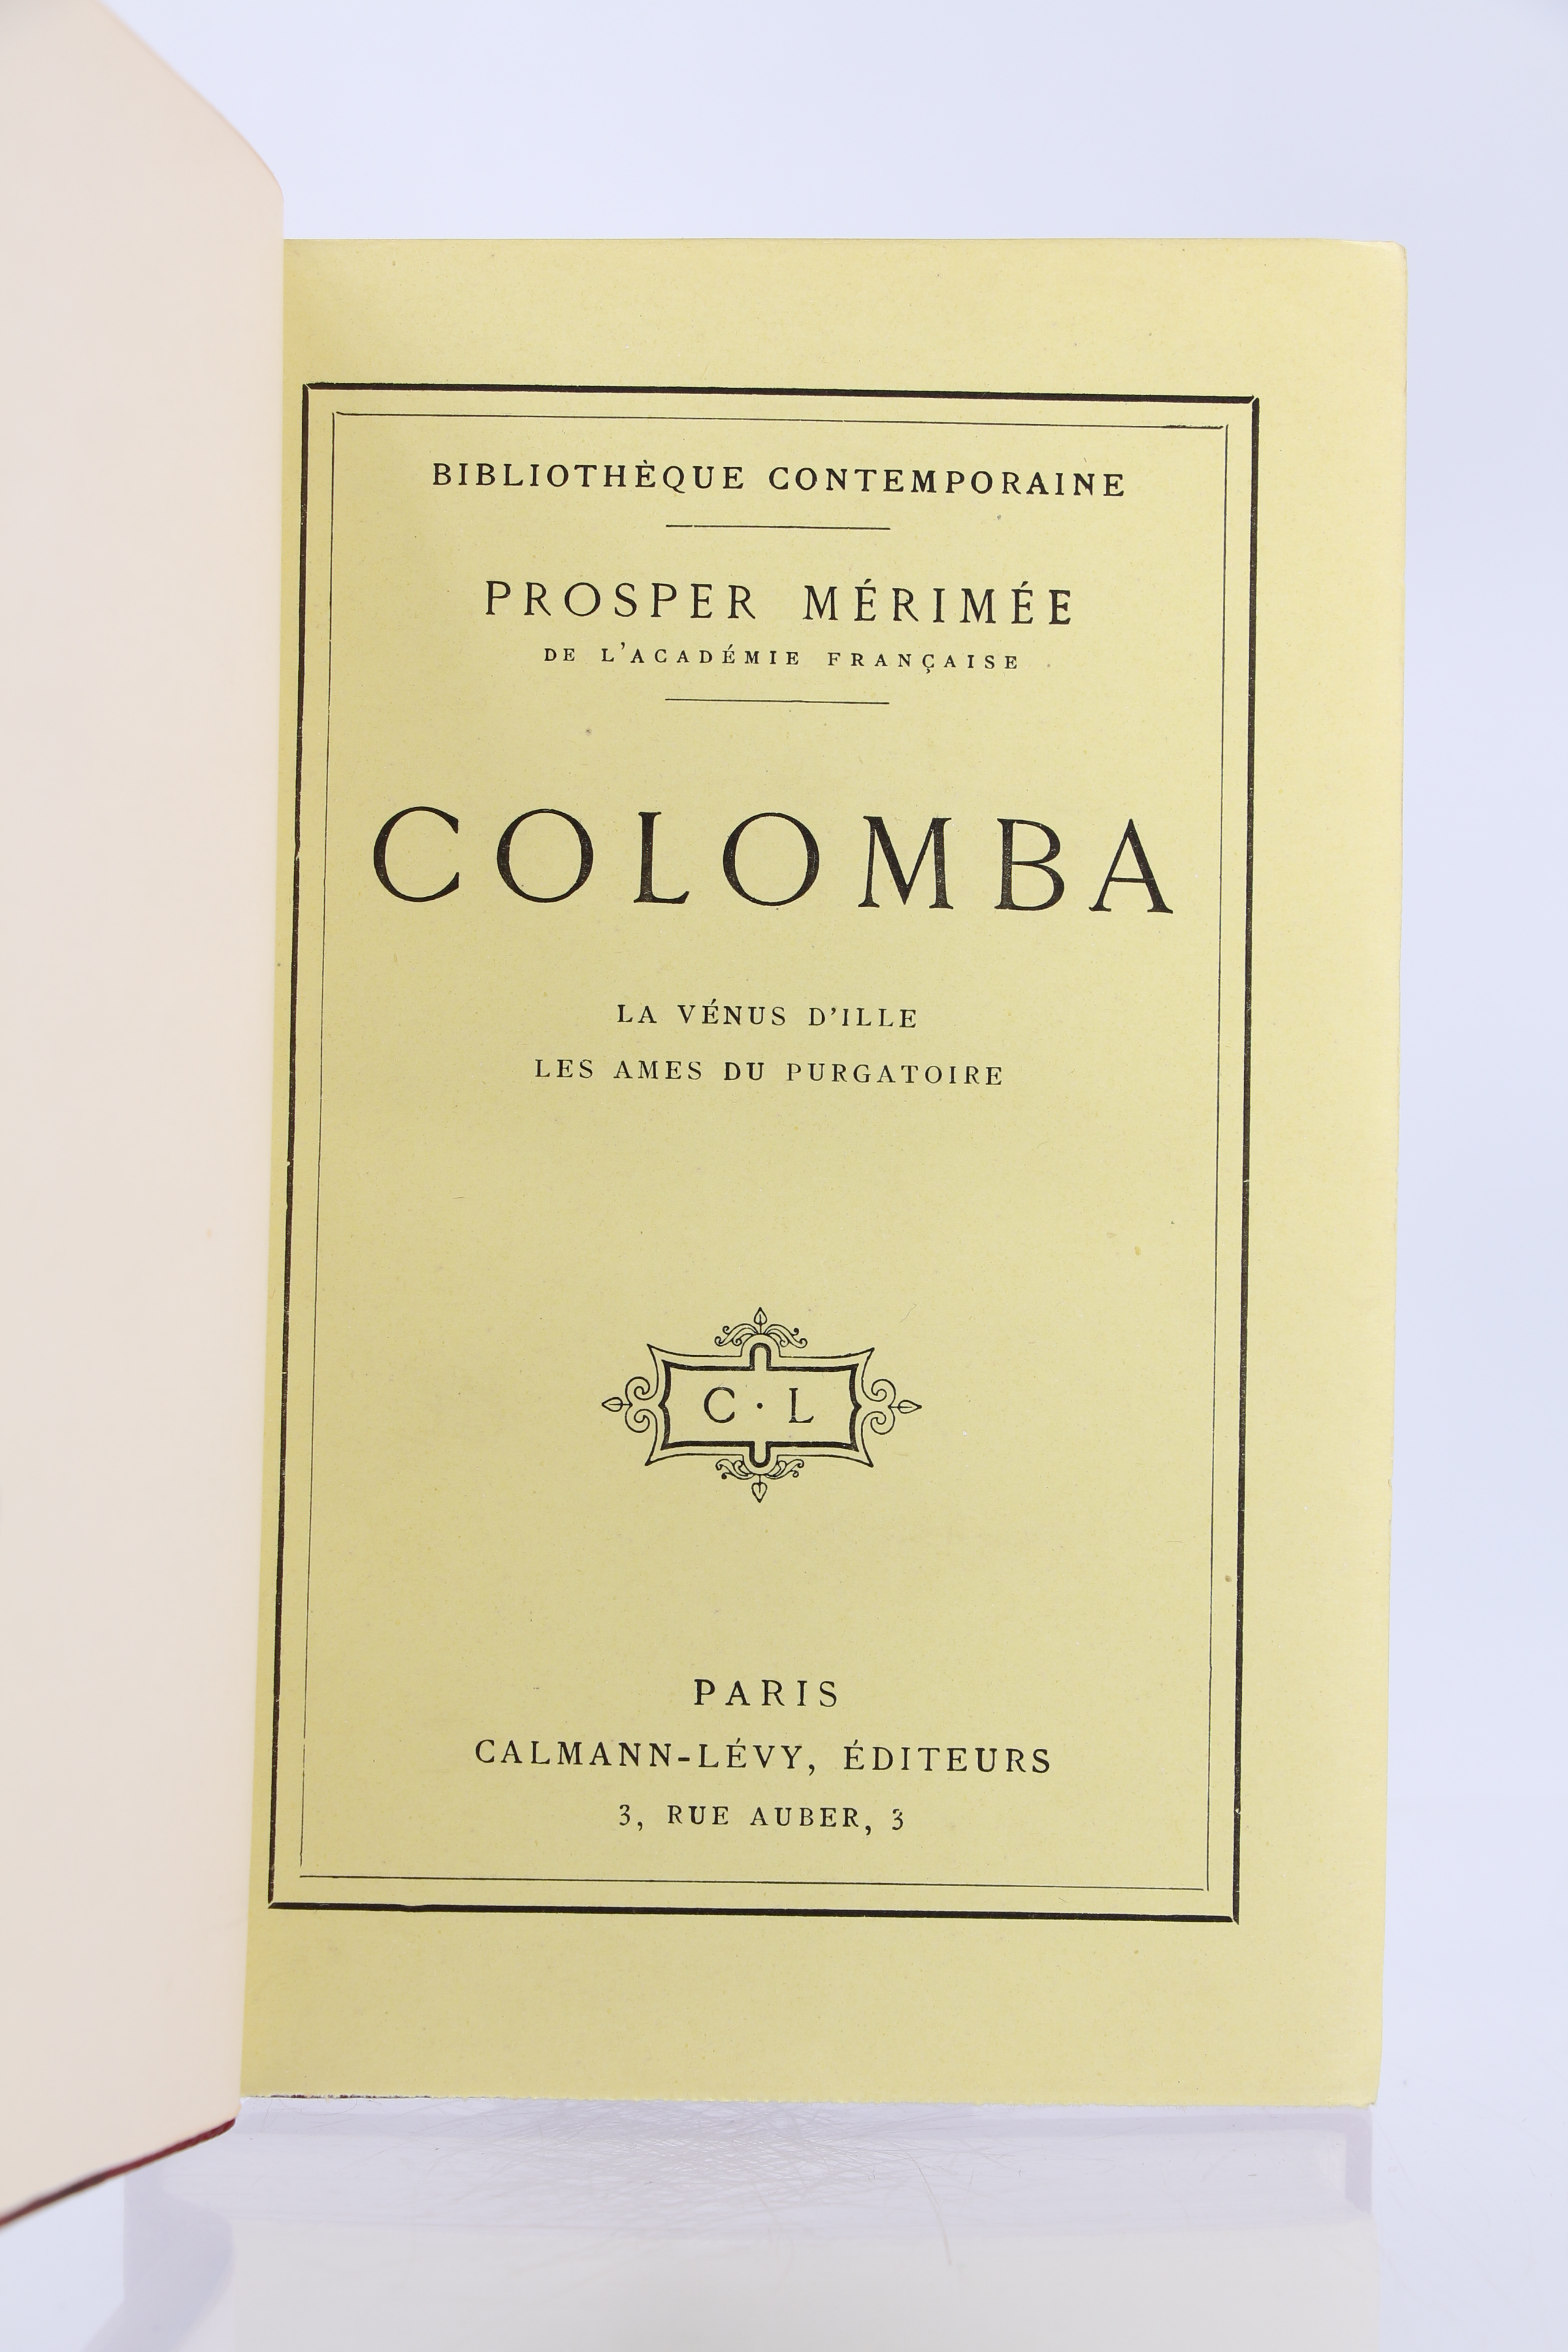 BIBLIOTHÈQUE CONTEMPORAINE
PROSPER MÉRIMÉE
DE L'ACADÉMIE FRANÇAISE
COLOMBA
LA VÉNUS D'ILLE
LES AMES DU PURGATOIRE
C · L
PARIS
CALMANN-LÉVY, ÉDITEURS
3, RUE AUBER, 3